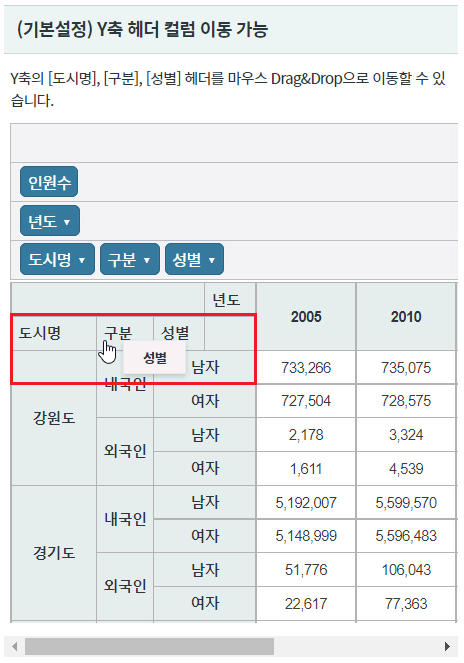 (기본설정) Y축 헤더 컬럼 이동 가능
Y축의 [도시명], [구분], [성별] 헤더를 마우스 Drag&Drop으로 이동할 수 있
습니다.
인원수
년도 ▼
도시명 ▼ 구분 ▼ 성별 ▼
년도 2005 2010
도시명 구분 성별
성별
강원도 내국인 남자 733,266 735,075
여자 727,504 728,575
외국인 남자 2,178 3,324
여자 1,611 4,539
경기도 내국인 남자 5,192,007 5,599,570
여자 5,148,999 5,596,483
외국인 남자 51,776 106,043
여자 22,617 77,363